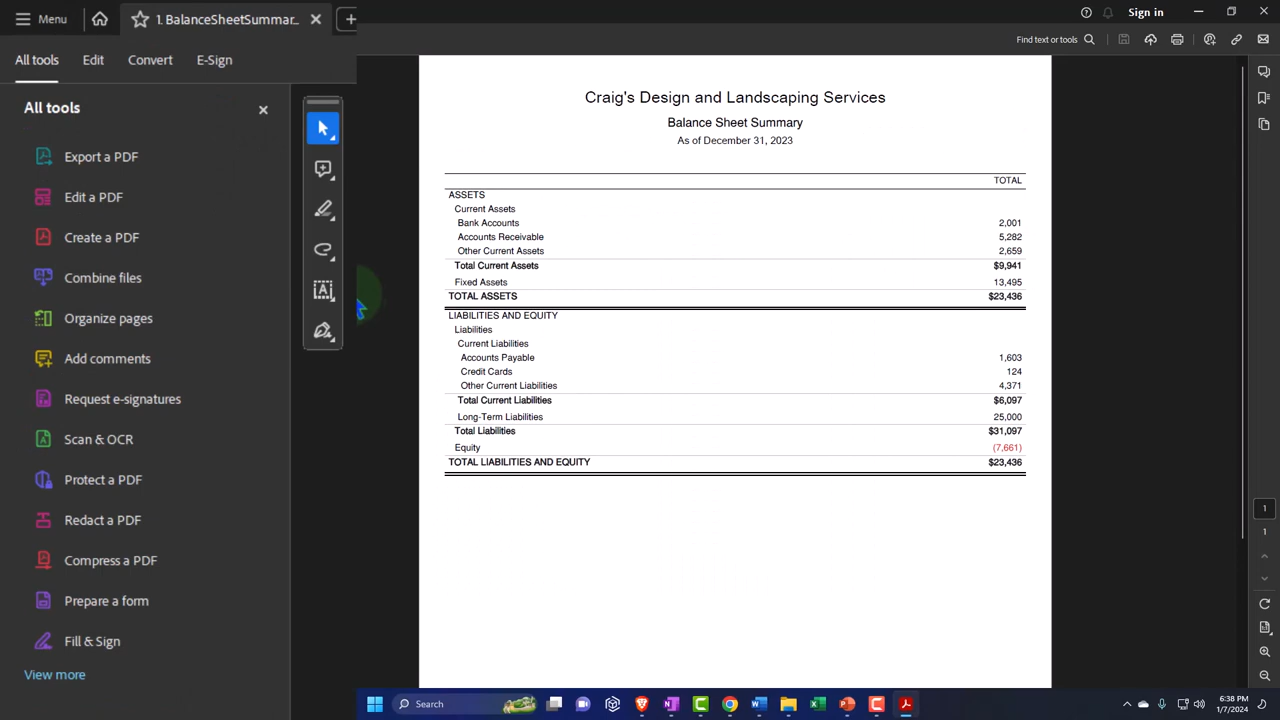 Menu
1. BalanceSheetSummar...
Sign in
All tools Edit Convert E-Sign
Find text or tools
All tools
Export a PDF
Edit a PDF
Create a PDF
Combine files
Organize pages
Add comments
Request e-signatures
Scan & OCR
Protect a PDF
Redact a PDF
Compress a PDF
Prepare a form
Fill & Sign
View more
Craig's Design and Landscaping Services
Balance Sheet Summary
As of December 31, 2023
TOTAL
ASSETS
Current Assets
Bank Accounts 2,001
Accounts Receivable 5,282
Other Current Assets 2,659
Total Current Assets $9,941
Fixed Assets 13,495
TOTAL ASSETS $23,436
LIABILITIES AND EQUITY
Liabilities
Current Liabilities
Accounts Payable 1,603
Credit Cards 124
Other Current Liabilities 4,371
Total Current Liabilities $6,097
Long-Term Liabilities 25,000
Total Liabilities $31,097
Equity (7,661)
TOTAL LIABILITIES AND EQUITY $23,436
1
1
Search
6:38 PM
1/7/2024